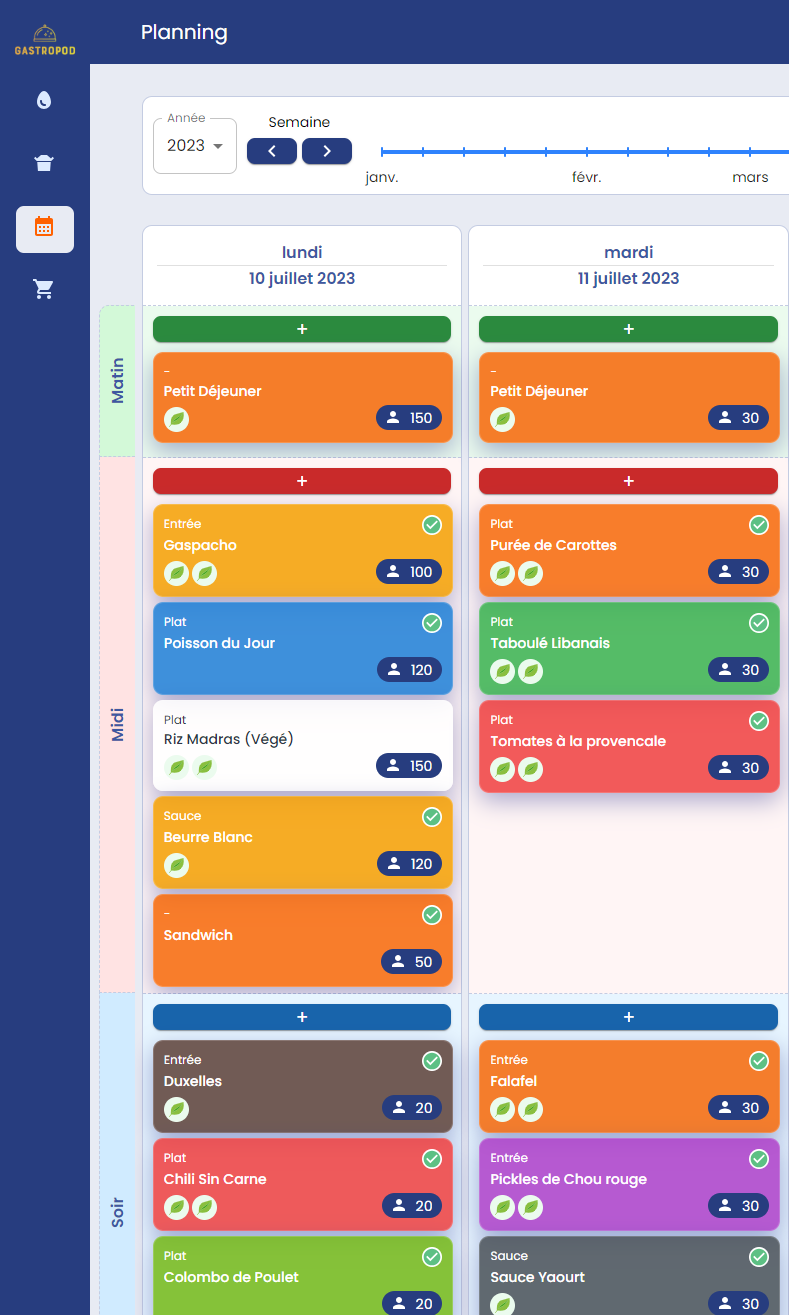 GASTROPOD
Planning
Année
2023
Semaine
janv.
févr.
mars
lundi
10 juillet 2023
mardi
11 juillet 2023
Matin
+
-
Petit Déjeuner
150
+
-
Petit Déjeuner
30
Midi
+
Entrée
Gaspacho
100
Plat
Poisson du Jour
120
Plat
Riz Madras (Végé)
150
Sauce
Beurre Blanc
120
-
Sandwich
50
+
Plat
Purée de Carottes
30
Plat
Taboulé Libanais
30
Plat
Tomates à la provencale
30
Soir
+
Entrée
Duxelles
20
Plat
Chili Sin Carne
20
Plat
Colombo de Poulet
20
+
Entrée
Falafel
30
Entrée
Pickles de Chou rouge
30
Sauce
Sauce Yaourt
30